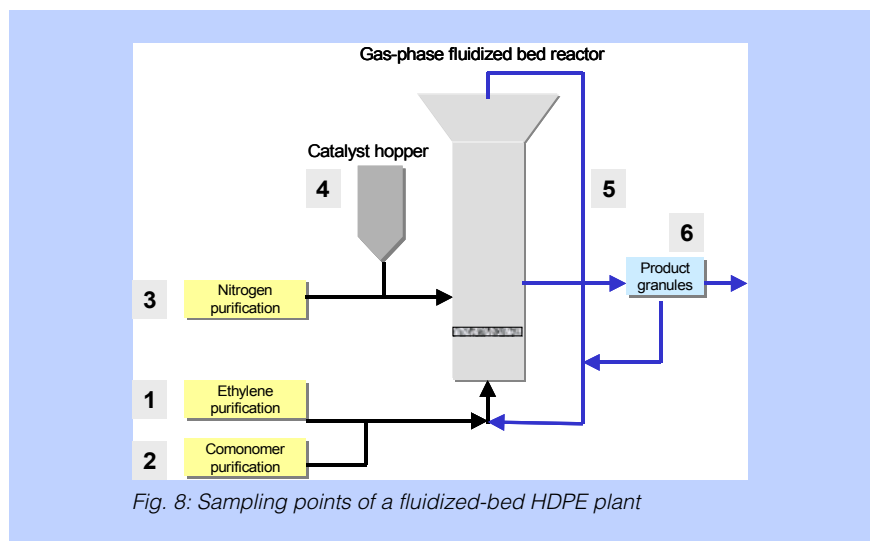 Gas-phase fluidized bed reactor
Catalyst hopper
4
5
6
Product
granules
3
Nitrogen
purification
1
Ethylene
purification
2
Comonomer
purification
Fig. 8: Sampling points of a fluidized-bed HDPE plant